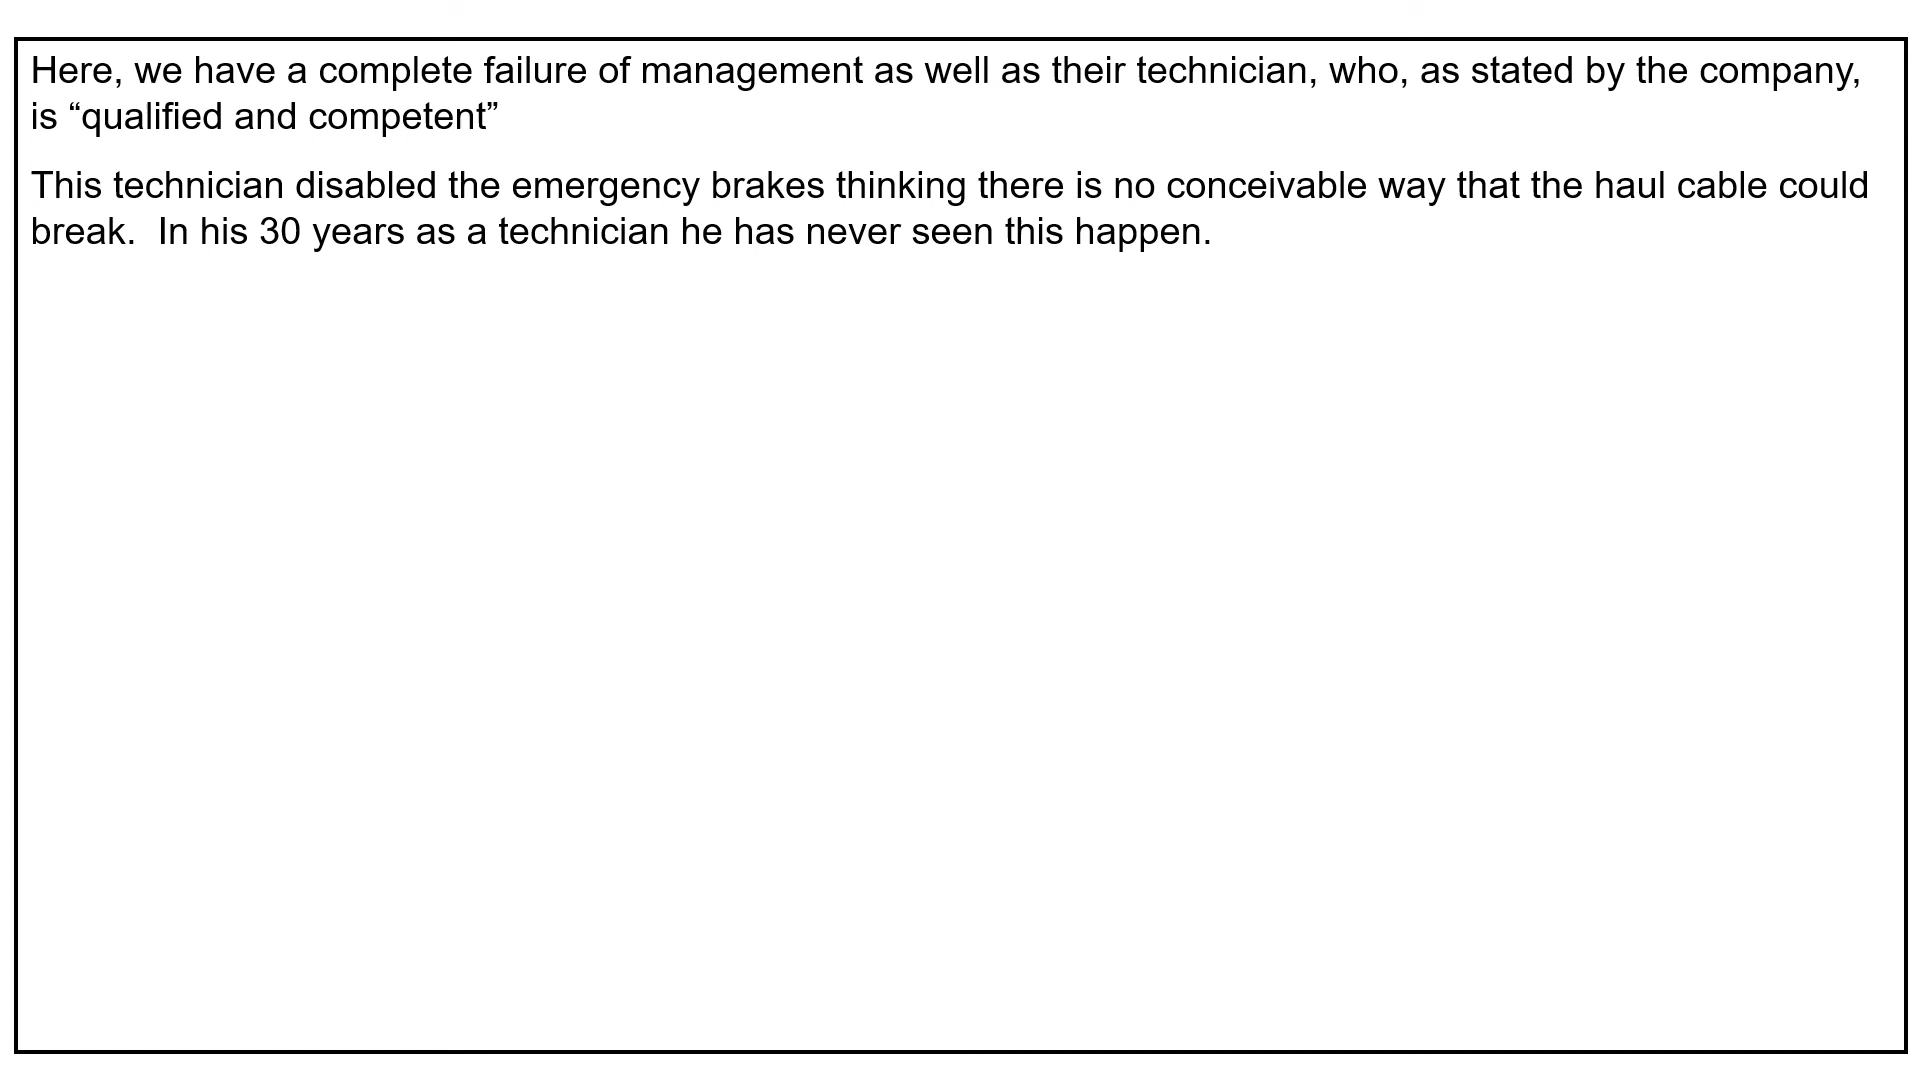 Here, we have a complete failure of management as well as their technician, who, as stated by the company,
is “qualified and competent”
This technician disabled the emergency brakes thinking there is no conceivable way that the haul cable could
break.  In his 30 years as a technician he has never seen this happen.